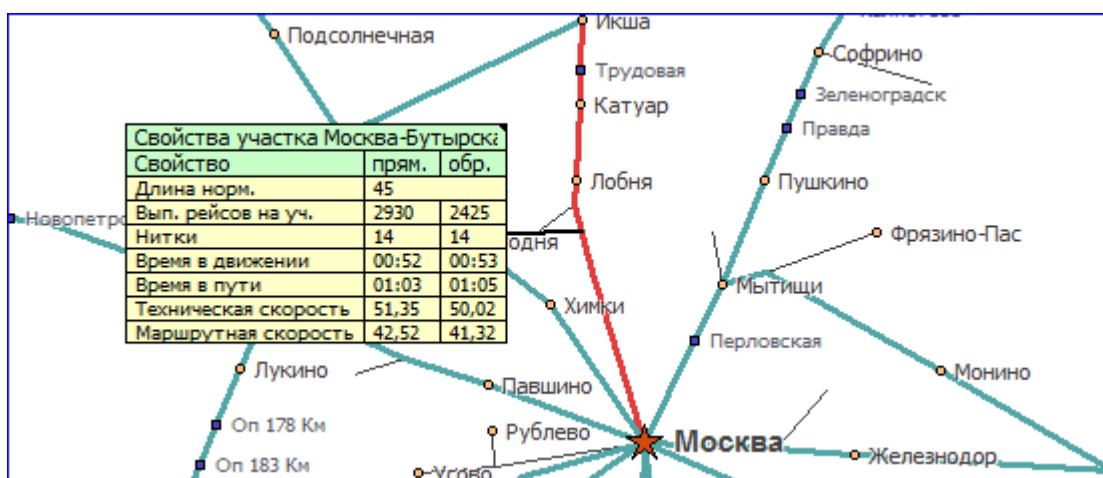 Икша
Подсолнечная
Софрино
Трудовая
Зеленоградск
Катуар
Правда
Свойства участка Москва-Бутырска
Свойство прям. обр.
Длина норм. 45
Вып. рейсов на уч. 2930 2425
Нитки 14 14
Время в движении 00:52 00:53
Время в пути 01:03 01:05
Техническая скорость 51,35 50,02
Маршрутная скорость 42,52 41,32
Лобня
Пушкино
Новопетро
одня
Фрязино-Пас
Химки
Мытищи
Перловская
Лукино
Павшино
Монино
Оп 178 Км
Рублево
Москва
Оп 183 Км
Усово
Железнодор